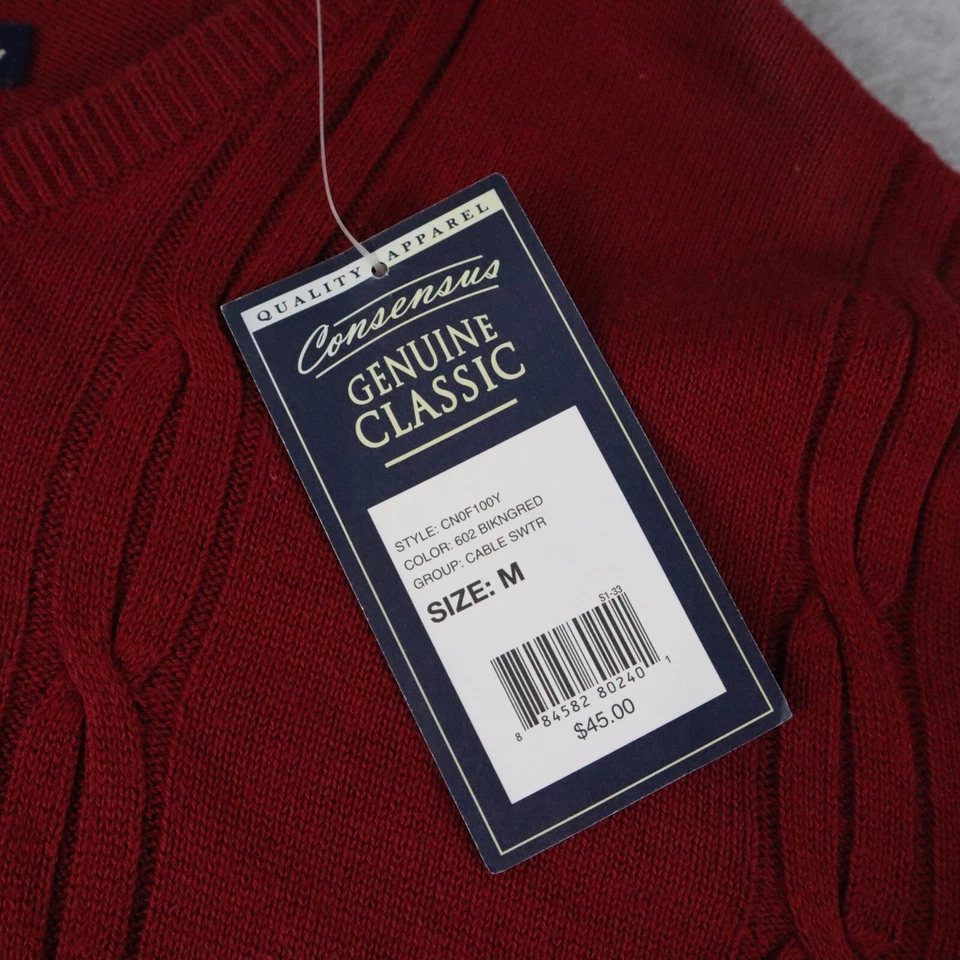 QUALITY APPAREL
Consensus
GENUINE
CLASSIC
STYLE: CN0F100Y
COLOR: 602 BIKNGRED
GROUP: CABLE SWTR
SIZE: M
S1-33
8 84582 80240 1
$45.00